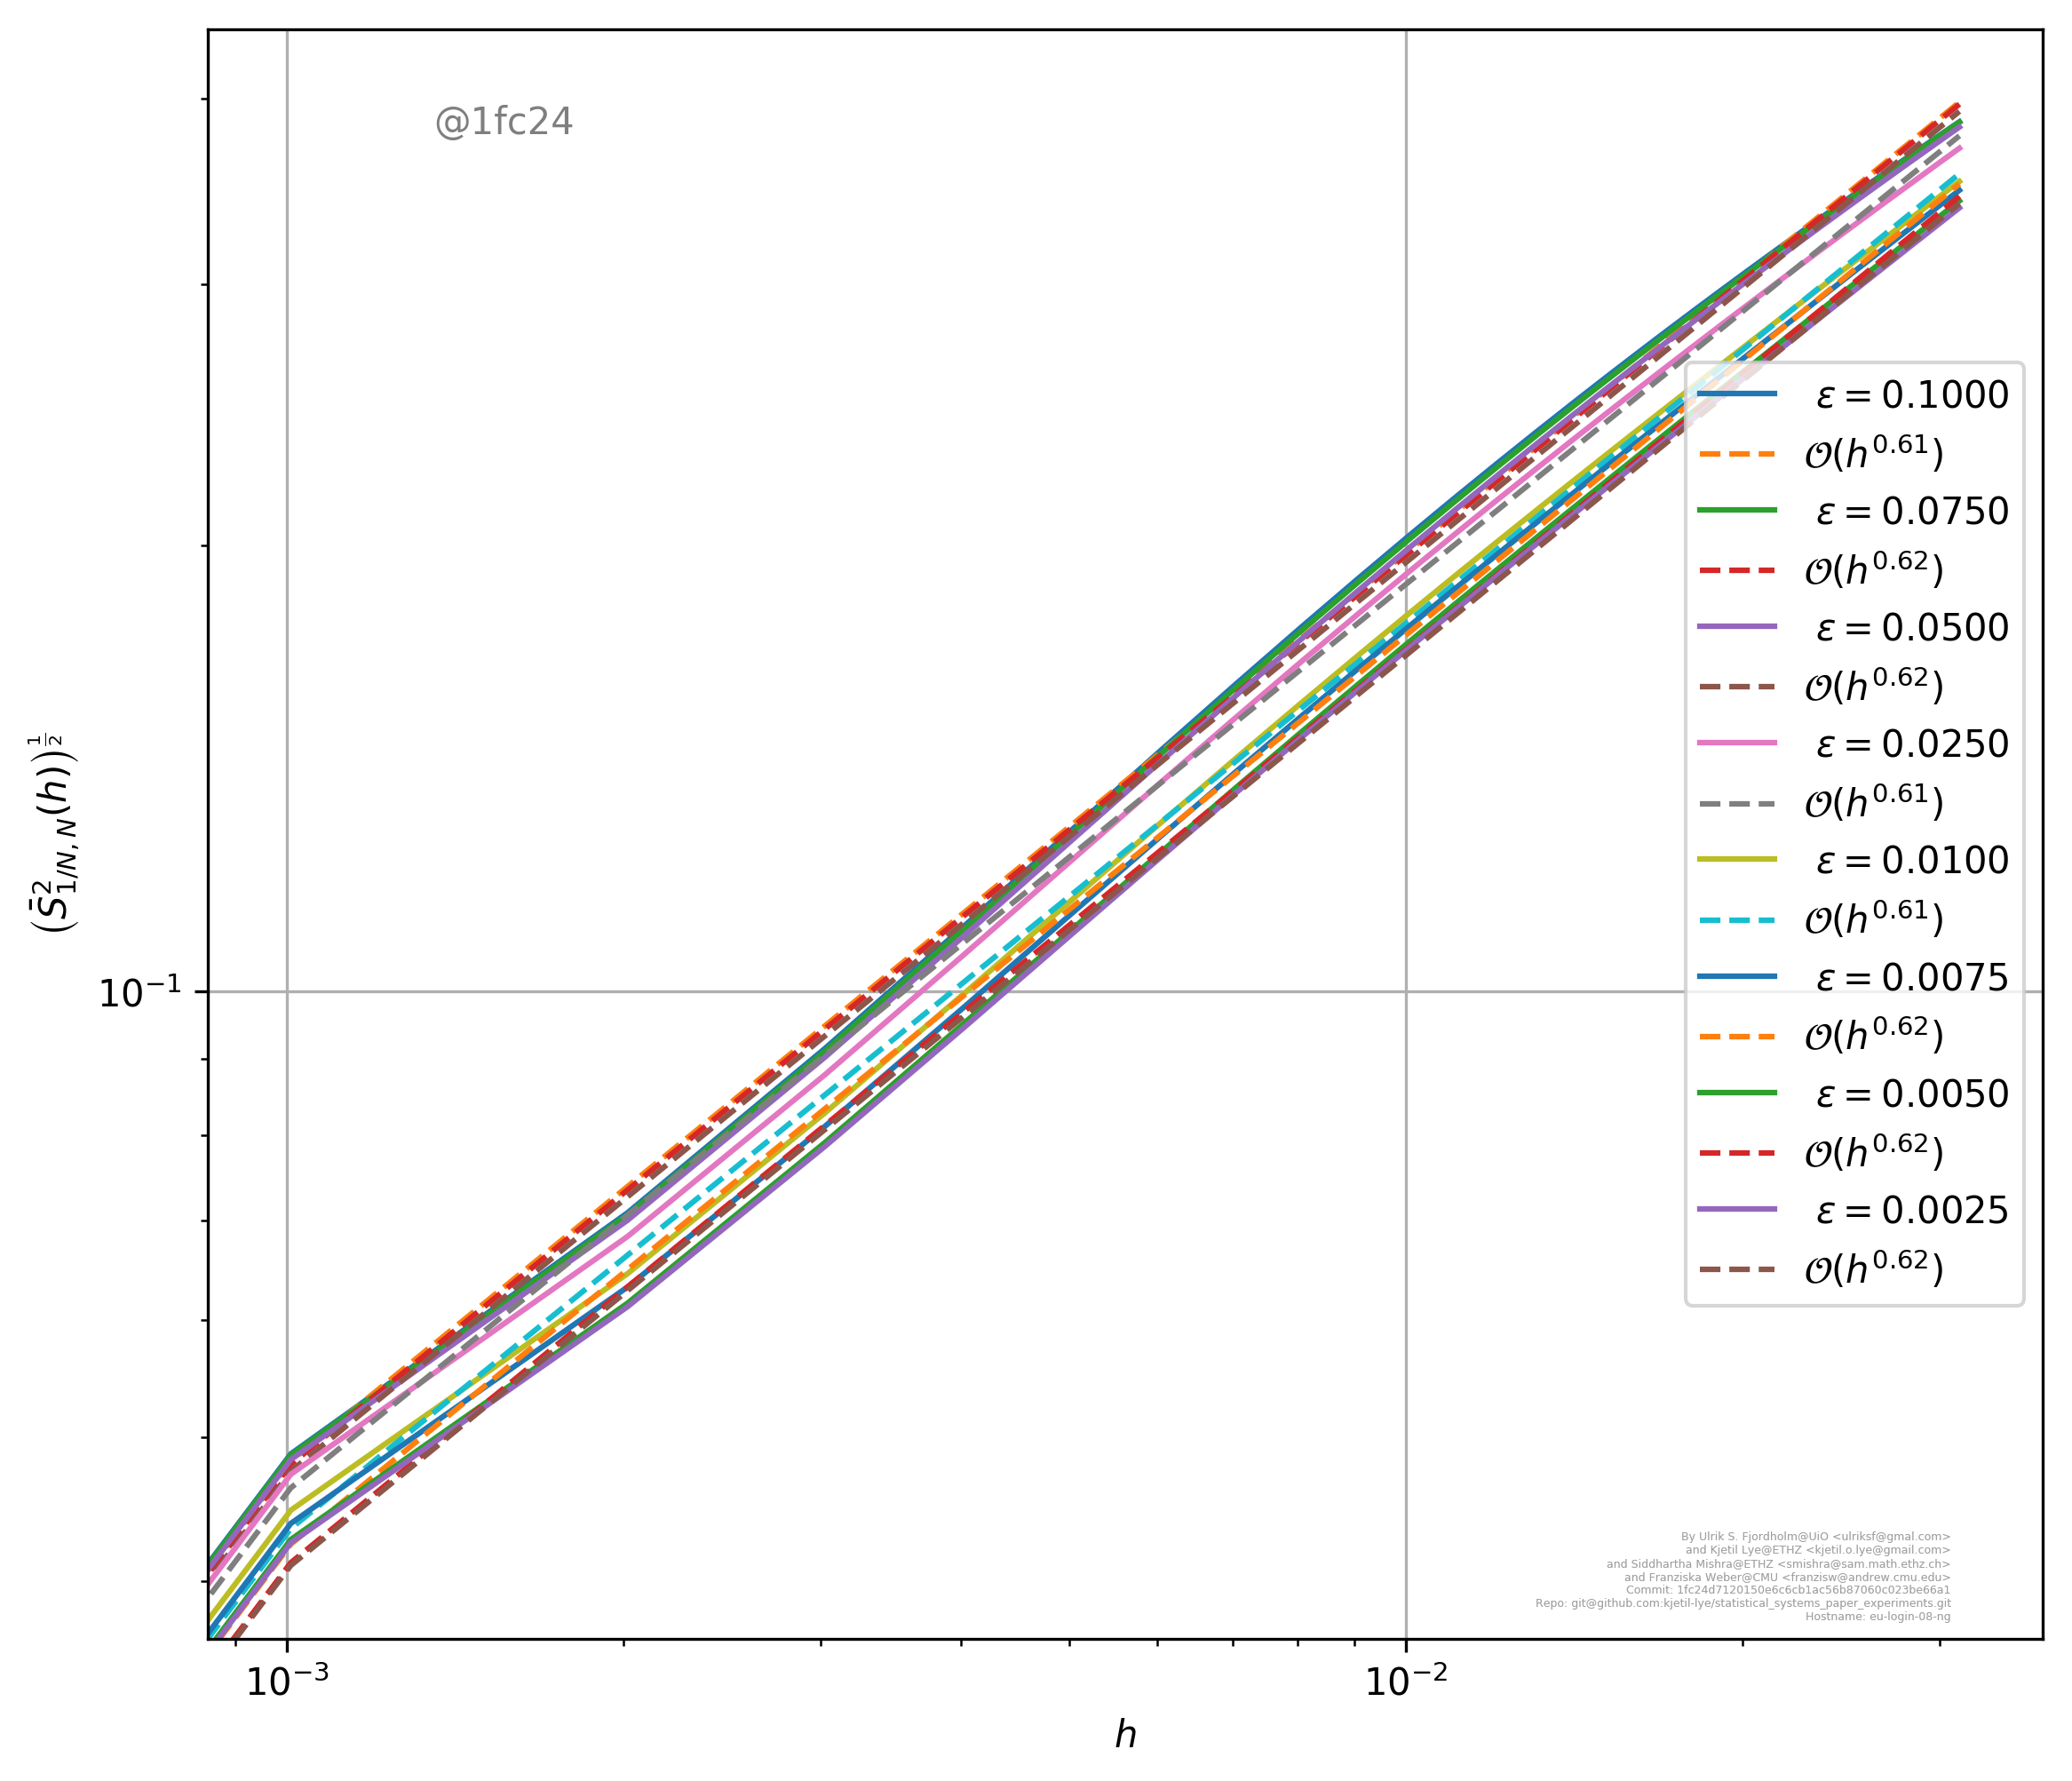 @1fc24
(S̄²_{1/N, N}(h))^{1/2}
10⁻¹
ε = 0.1000
𝒪(h^{0.61})
ε = 0.0750
𝒪(h^{0.62})
ε = 0.0500
𝒪(h^{0.62})
ε = 0.0250
𝒪(h^{0.61})
ε = 0.0100
𝒪(h^{0.61})
ε = 0.0075
𝒪(h^{0.62})
ε = 0.0050
𝒪(h^{0.62})
ε = 0.0025
𝒪(h^{0.62})
By Ulrik S. Fjordholm@UiO <ulriksf@gmal.com>
and Kjetil Lye@ETHZ <kjetil.o.lye@gmail.com>
and Siddhartha Mishra@ETHZ <smishra@sam.math.ethz.ch>
and Franziska Weber@CMU <franzisw@andrew.cmu.edu>
Commit: 1fc24d7120150e6c6cb1ac56b87060c023be66a1
Repo: git@github.com:kjetil-lye/statistical_systems_paper_experiments.git
Hostname: eu-login-08-ng
10⁻³
10⁻²
h